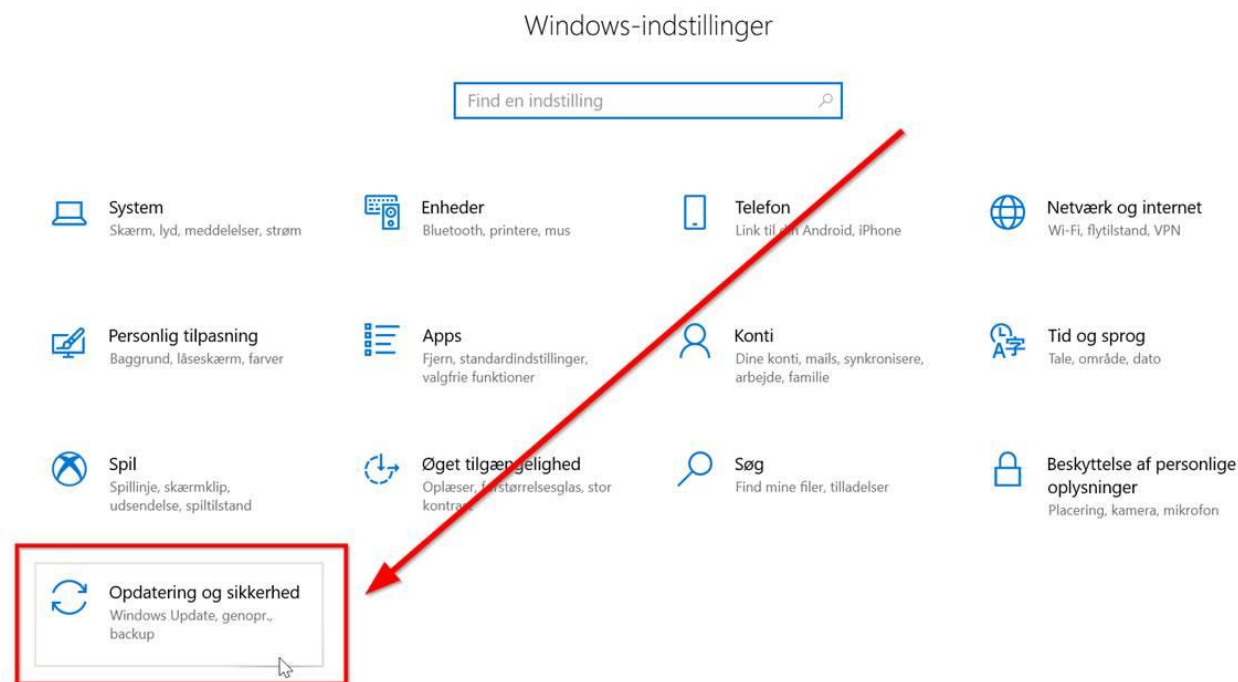 Windows-indstillinger
Find en indstilling
System
Skærm, lyd, meddelelser, strøm
Enheder
Bluetooth, printere, mus
Telefon
Link til din Android, iPhone
Netværk og internet
Wi-Fi, flytilstand, VPN
Personlig tilpasning
Baggrund, låseskærm, farver
Apps
Fjern, standardindstillinger,
valgfrie funktioner
Konti
Dine konti, mails, synkronisere,
arbejde, familie
Tid og sprog
Tale, område, dato
Spil
Spillinje, skærmklip,
udsendelse, spiltilstand
Øget tilgængelighed
Oplæser, forstørrelsesglas, stor
kontrast
Søg
Find mine filer, tilladelser
Beskyttelse af personlige
oplysninger
Placering, kamera, mikrofon
Opdatering og sikkerhed
Windows Update, genopr.,
backup